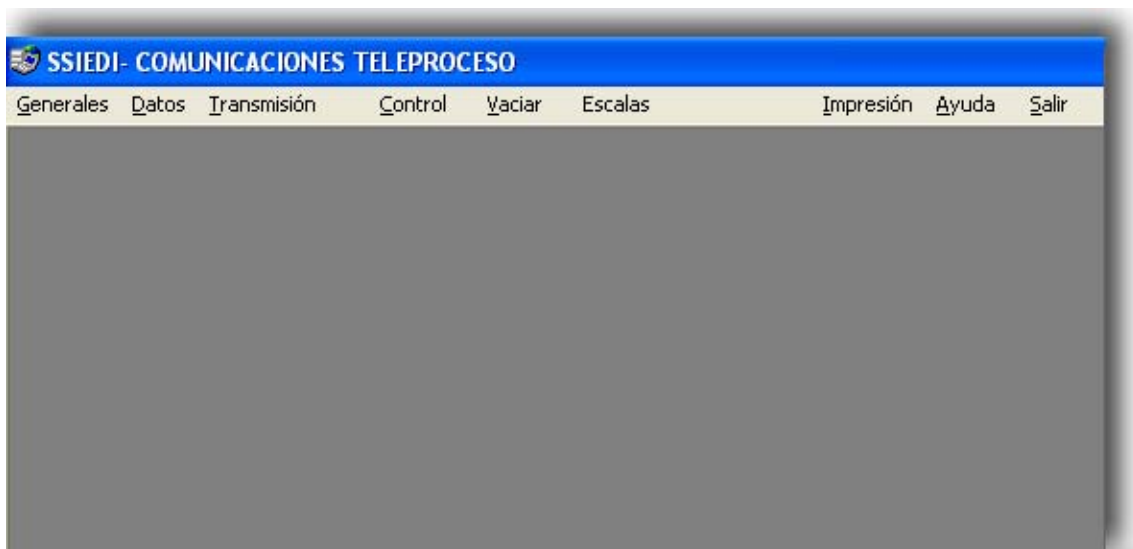 SSIEDI- COMUNICACIONES TELEPROCESO
Generales Datos Transmisión Control Vaciar Escalas Impresión Ayuda Salir